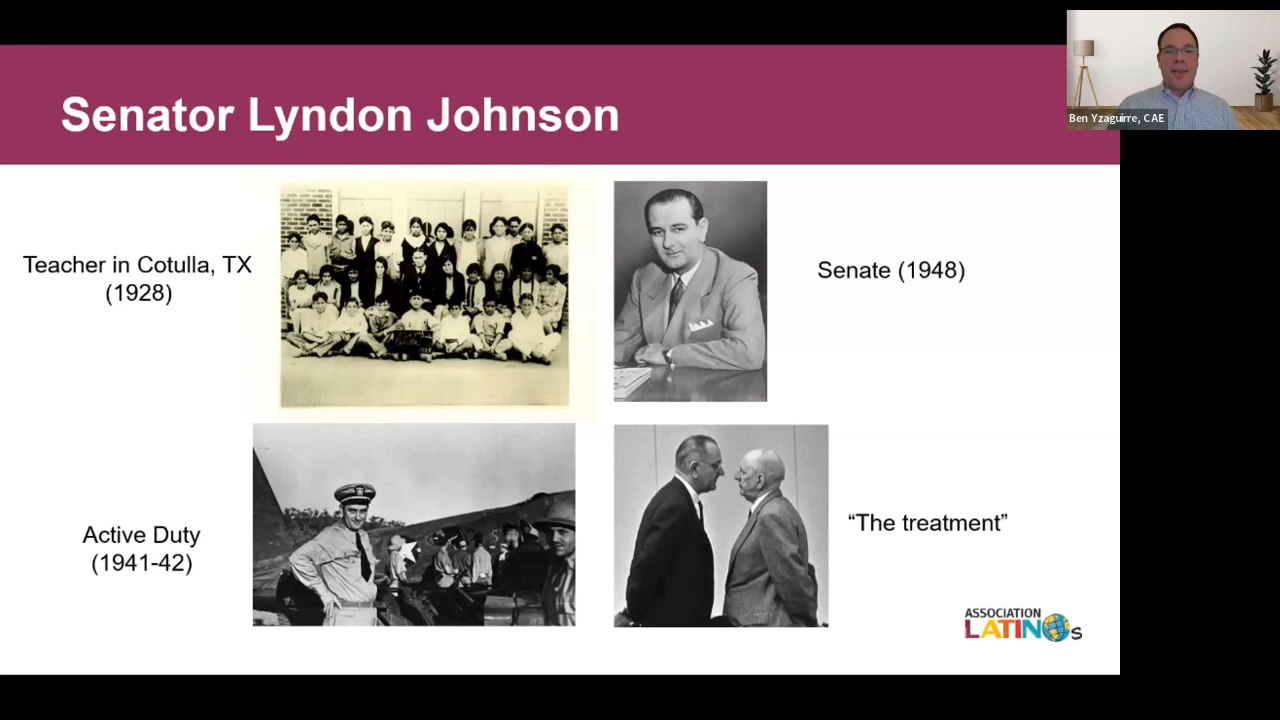 Senator Lyndon Johnson
Ben Yzaguirre, CAE
Teacher in Cotulla, TX
(1928)
Senate (1948)
Active Duty
(1941-42)
“The treatment”
ASSOCIATION
LATINOs